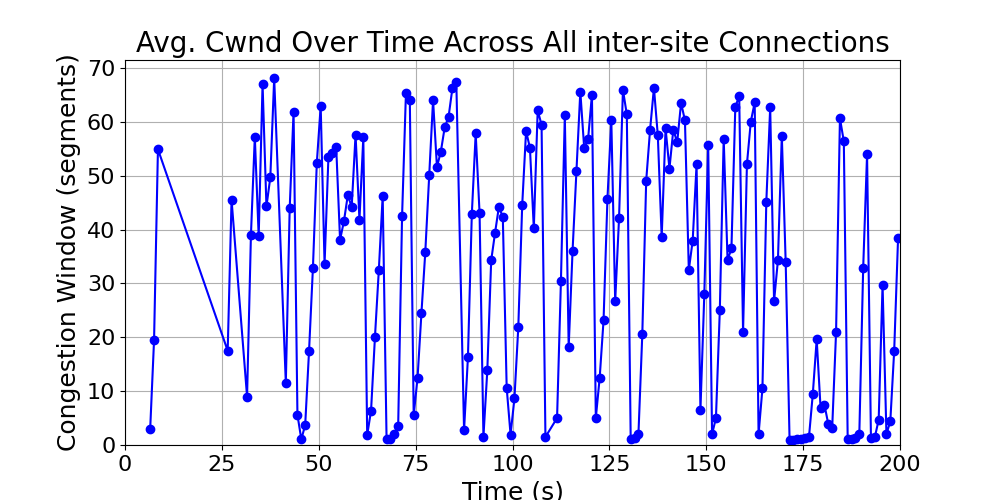 Avg. Cwnd Over Time Across All inter-site Connections
Congestion Window (segments)
70
60
50
40
30
20
10
0
0 25 50 75 100 125 150 175 200
Time (s)